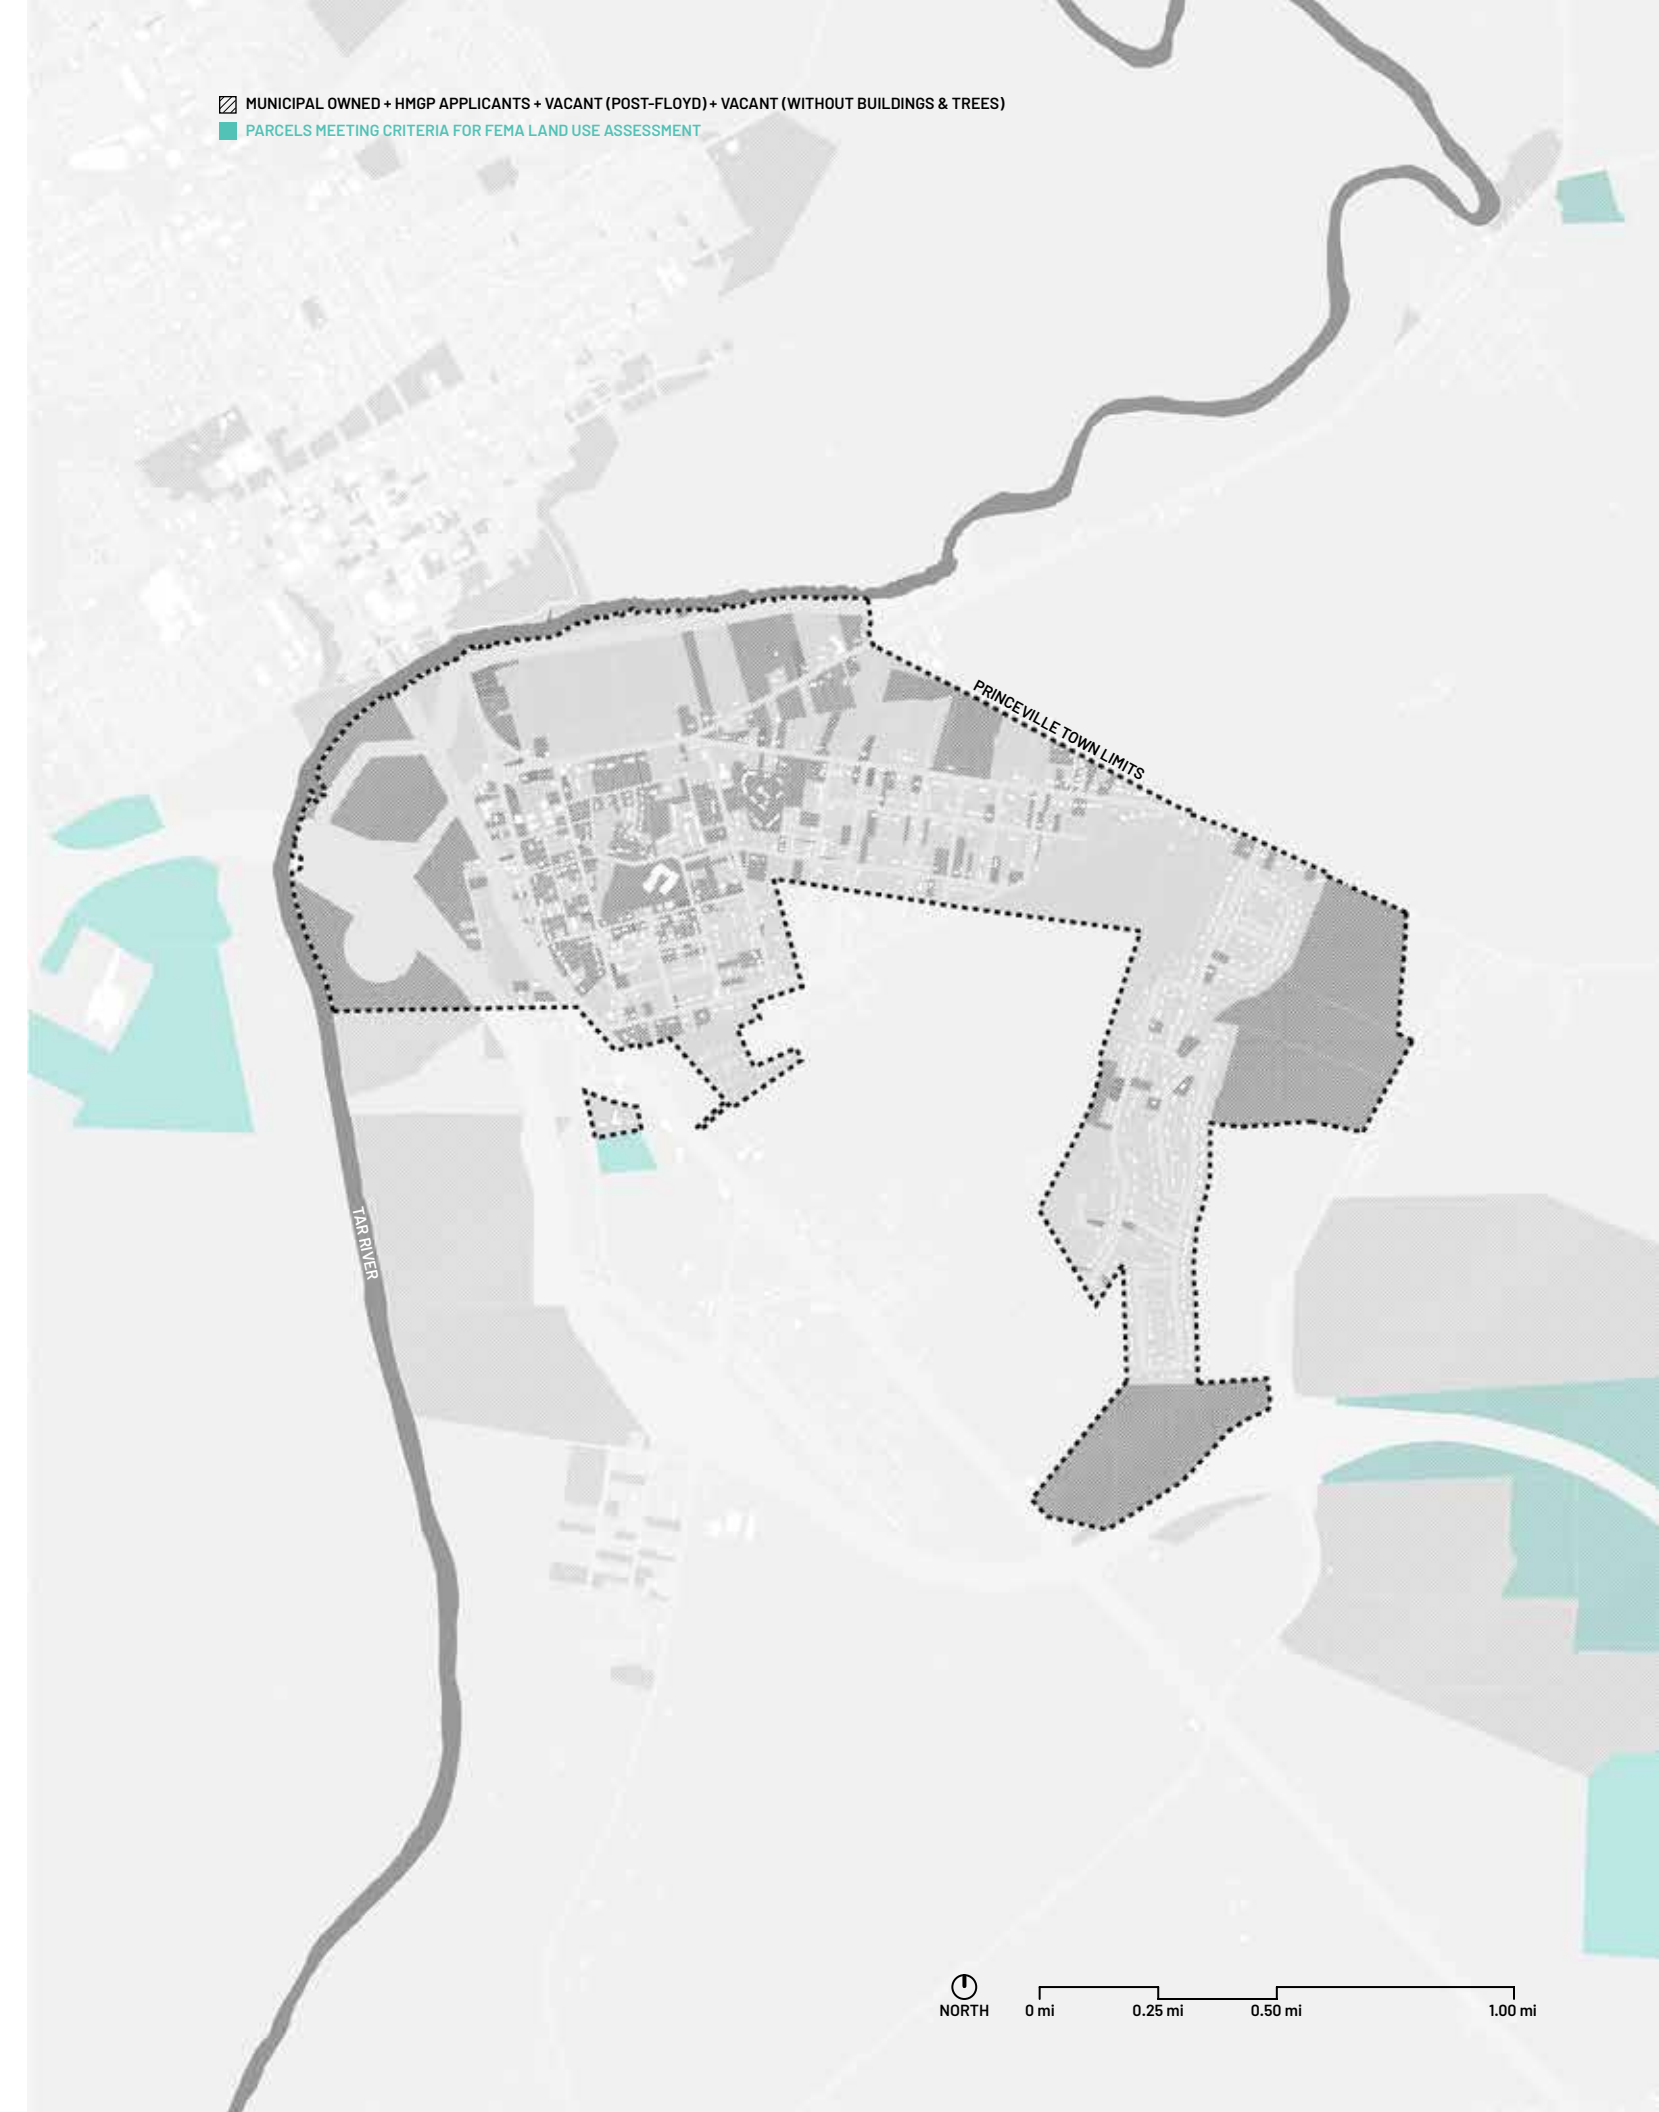 MUNICIPAL OWNED + HMGP APPLICANTS + VACANT (POST-FLOYD) + VACANT (WITHOUT BUILDINGS & TREES)
PARCELS MEETING CRITERIA FOR FEMA LAND USE ASSESSMENT
PRINCEVILLE TOWN LIMITS
TAR RIVER
NORTH
0 mi
0.25 mi
0.50 mi
1.00 mi